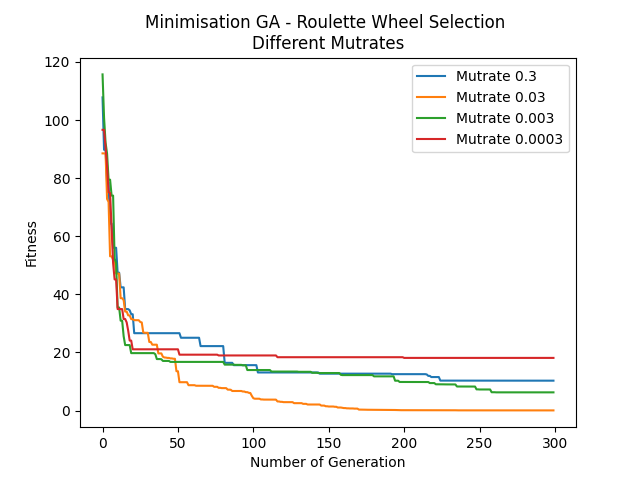 Minimisation GA - Roulette Wheel Selection
Different Mutrates
120
100
80
60
40
20
0
Fitness
Mutrate 0.3
Mutrate 0.03
Mutrate 0.003
Mutrate 0.0003
0 50 100 150 200 250 300
Number of Generation